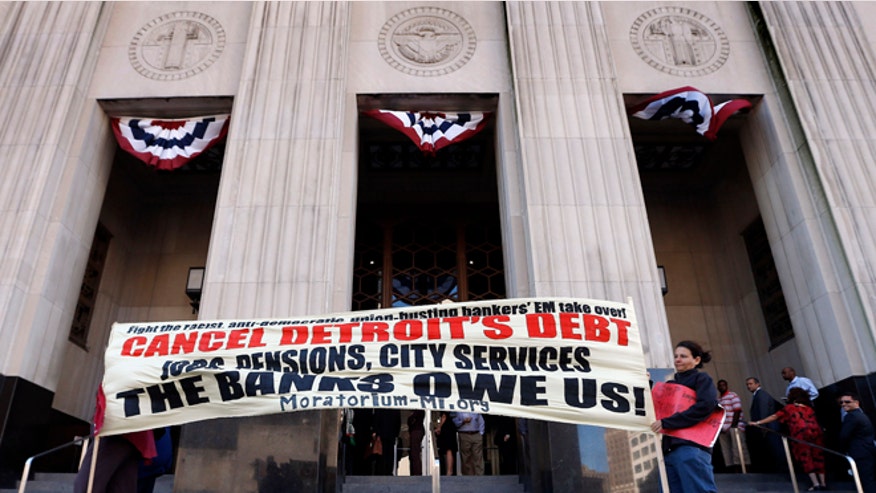 Fight the racist, anti-democratic, union-busting bankers' EM take over!
CANCEL DETROIT'S DEBT
JOBS, PENSIONS, CITY SERVICES
THE BANKS OWE US!
MORATORIUM-MI.ORG